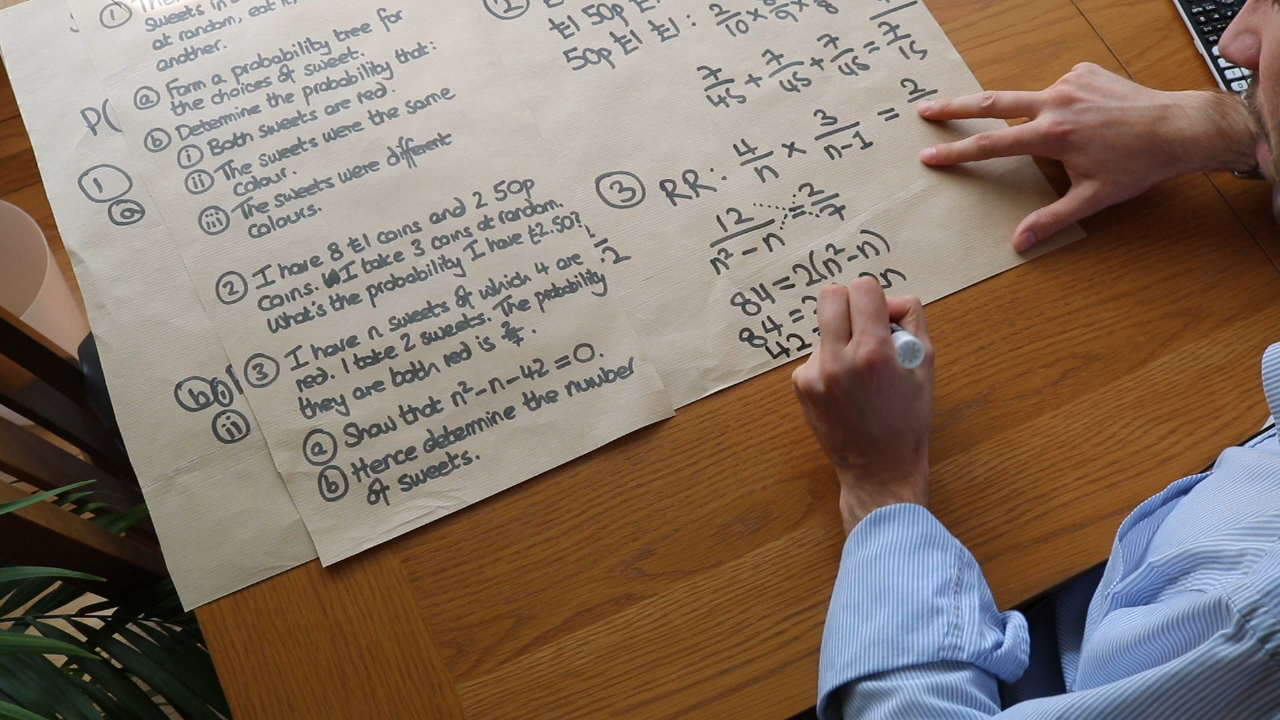 ①
sweets in
at random, eat it,
another.
ⓐ Form a probability tree for
the choices of sweet.
ⓑ Determine the probability that:
ⓘ Both sweets are red.
ⓘⓘ The sweets were the same
colour.
ⓘⓘⓘ The sweets were different
colours.
② I have 8 £1 coins and 2 50p
coins. I take 3 coins at random.
What's the probability I have £2.50?
③ I have n sweets of which 4 are
red. I take 2 sweets. The probability
they are both red is 2/7.
ⓐ Show that n²-n-42=0.
ⓑ Hence determine the number
of sweets.
P(
①
ⓐ
ⓑ ⓘ
ⓘⓘ
②
£1 50p £1
50p £1 £1 : 2/10 × 8/9 × /8
7/45 + 7/45 + 7/45 = 7/15
③ RR: 4/n × 3/n-1 = 2/
12/n²-n = 2/7
84=2(n²-n)
84=
42